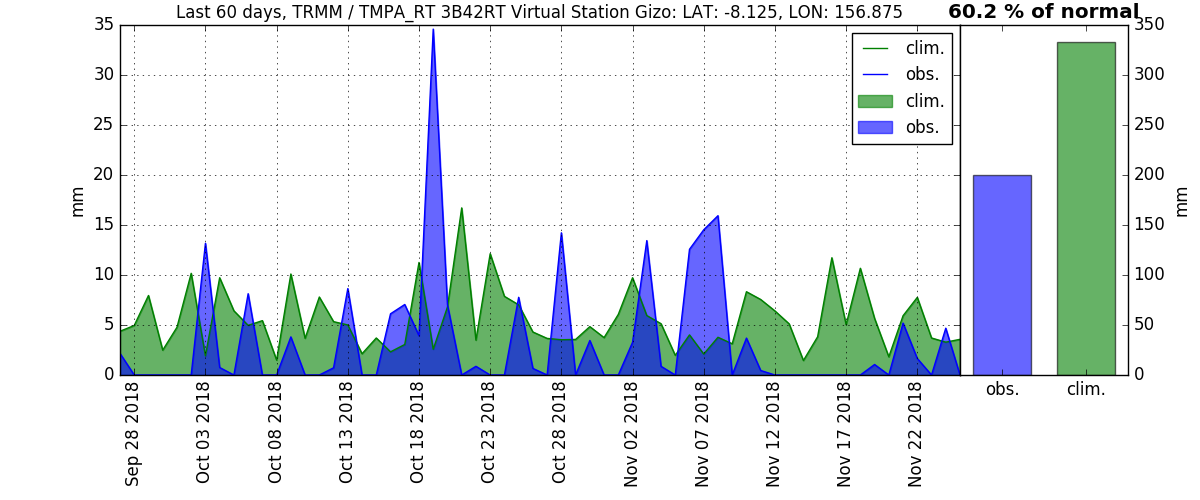 Last 60 days, TRMM / TMPA_RT 3B42RT Virtual Station Gizo: LAT: -8.125, LON: 156.875
60.2 % of normal
35
30
25
20
15
10
5
0
mm
clim.
obs.
clim.
obs.
350
300
250
200
150
100
50
0
mm
Sep 28 2018
Oct 03 2018
Oct 08 2018
Oct 13 2018
Oct 18 2018
Oct 23 2018
Oct 28 2018
Nov 02 2018
Nov 07 2018
Nov 12 2018
Nov 17 2018
Nov 22 2018
obs.
clim.